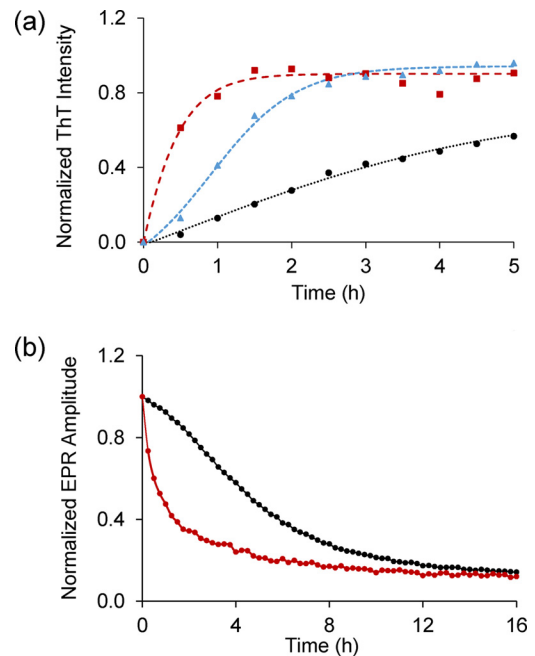 (a)
Normalized ThT Intensity
1.2
0.8
0.4
0.0
0 1 2 3 4 5
Time (h)
(b)
Normalized EPR Amplitude
1.2
0.8
0.4
0.0
0 4 8 12 16
Time (h)